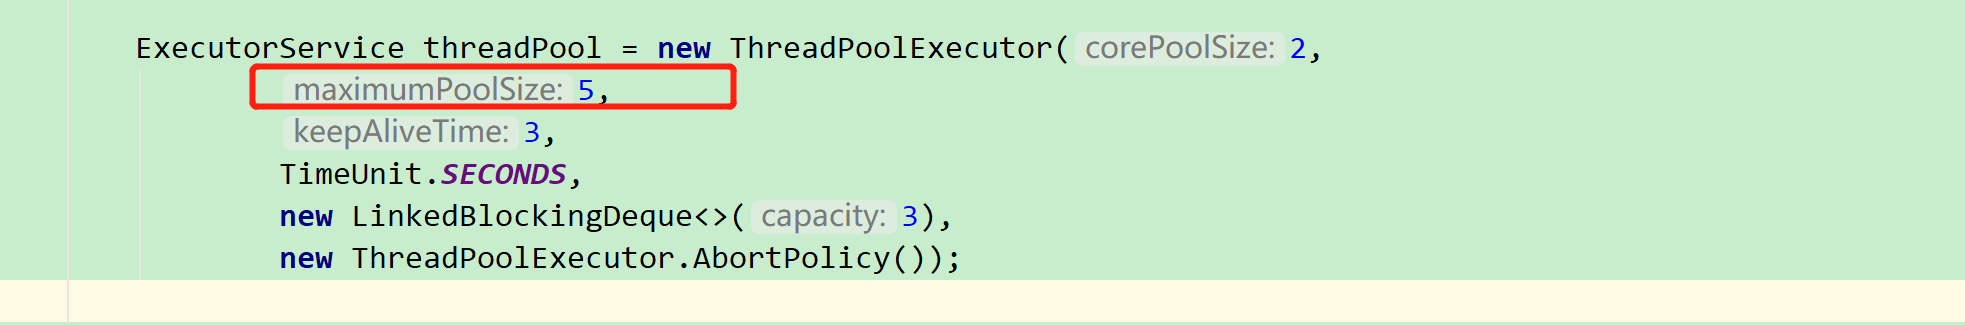 ExecutorService threadPool = new ThreadPoolExecutor( corePoolSize: 2,
maximumPoolSize: 5,
keepAliveTime: 3,
TimeUnit.SECONDS,
new LinkedBlockingDeque<>( capacity: 3),
new ThreadPoolExecutor.AbortPolicy());